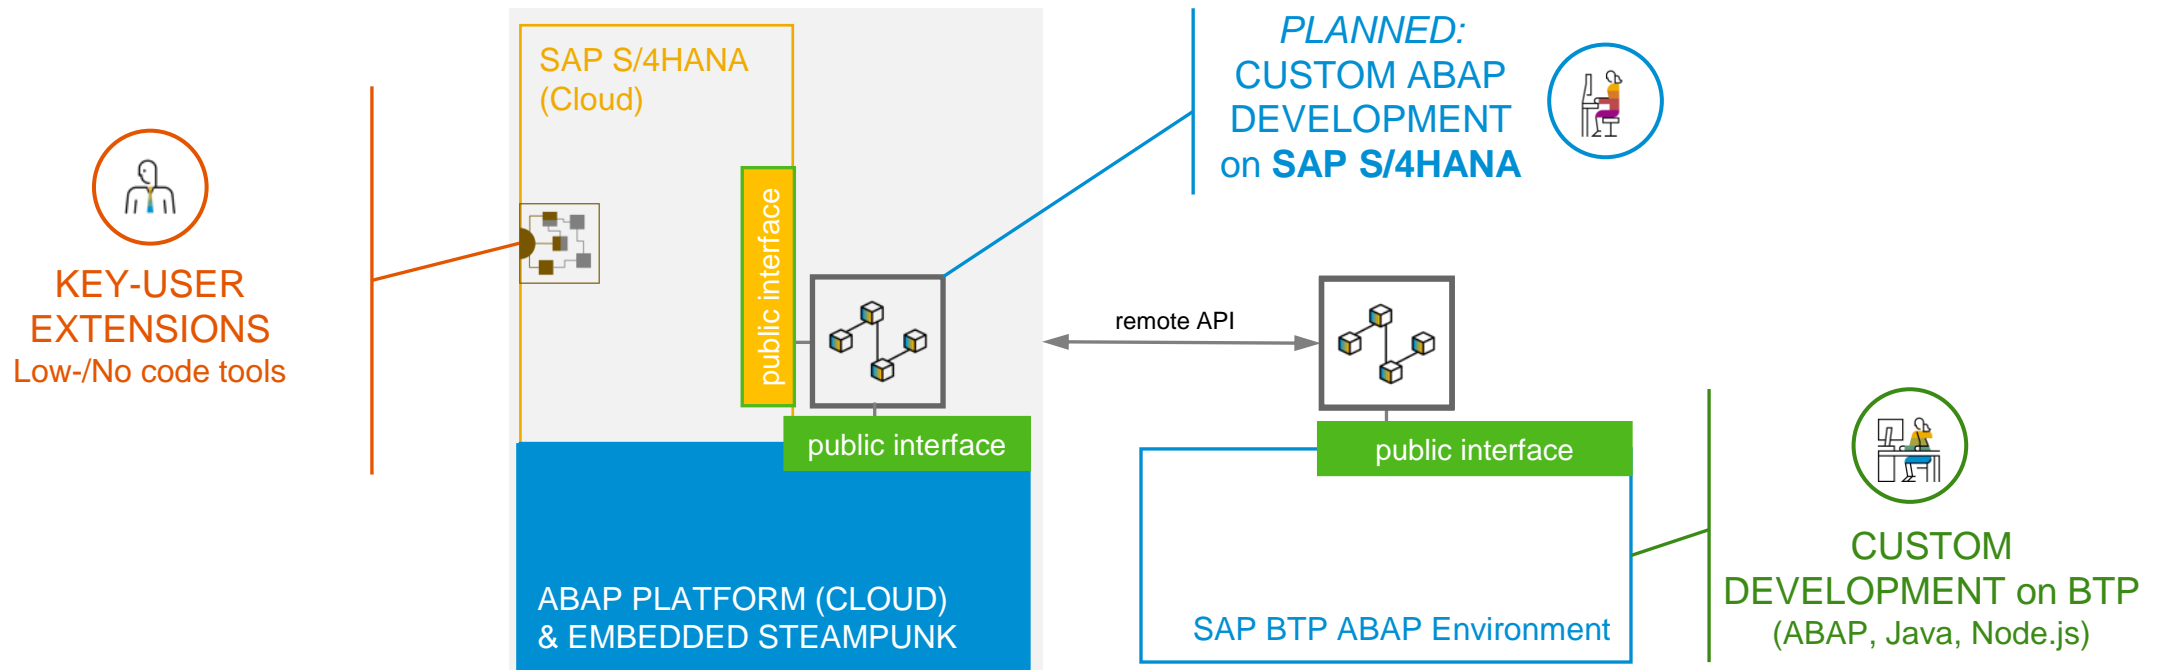 KEY-USER
EXTENSIONS
Low-/No code tools
SAP S/4HANA
(Cloud)
public interface
public interface
ABAP PLATFORM (CLOUD)
& EMBEDDED STEAMPUNK
PLANNED:
CUSTOM ABAP
DEVELOPMENT
on SAP S/4HANA
remote API
public interface
SAP BTP ABAP Environment
CUSTOM
DEVELOPMENT on BTP
(ABAP, Java, Node.js)